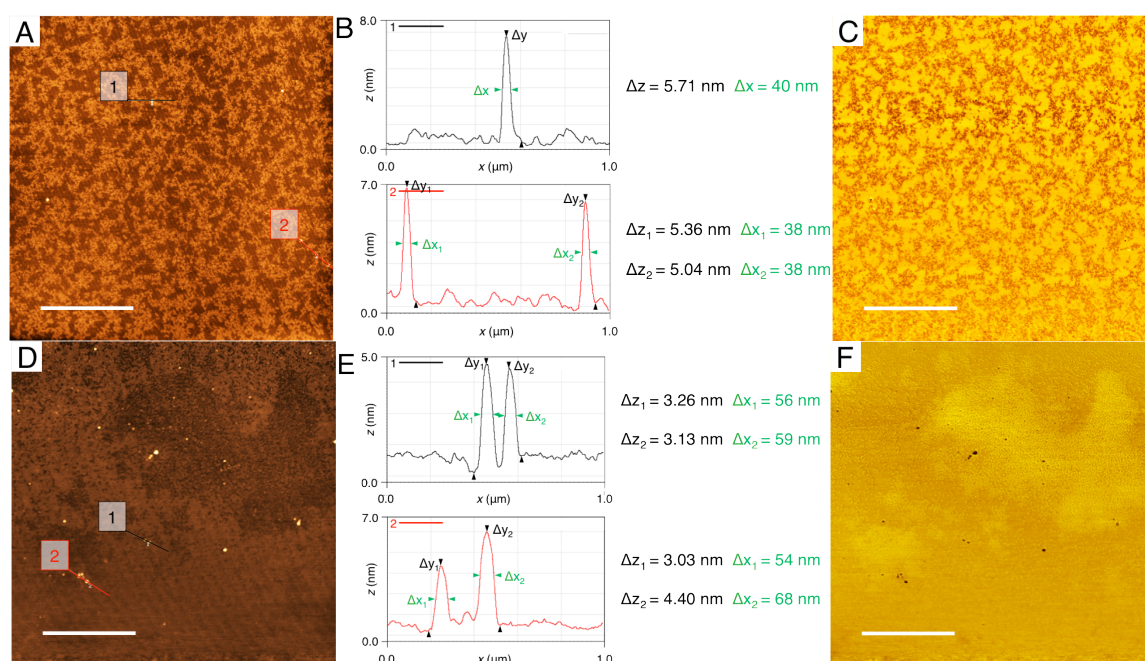 A
1
2
B
1
Δy
Δx
8.0
z (nm)
0.0
0.0
x (µm)
1.0
Δz = 5.71 nm Δx = 40 nm
2
Δy₁
Δy₂
Δx₁
Δx₂
7.0
z (nm)
0.0
0.0
x (µm)
1.0
Δz₁ = 5.36 nm Δx₁ = 38 nm
Δz₂ = 5.04 nm Δx₂ = 38 nm
C
D
1
2
E
1
Δy₁
Δy₂
Δx₁
Δx₂
5.0
z (nm)
0.0
0.0
x (µm)
1.0
Δz₁ = 3.26 nm Δx₁ = 56 nm
Δz₂ = 3.13 nm Δx₂ = 59 nm
2
Δy₁
Δy₂
Δx₁
Δx₂
7.0
z (nm)
0.0
0.0
x (µm)
1.0
Δz₁ = 3.03 nm Δx₁ = 54 nm
Δz₂ = 4.40 nm Δx₂ = 68 nm
F